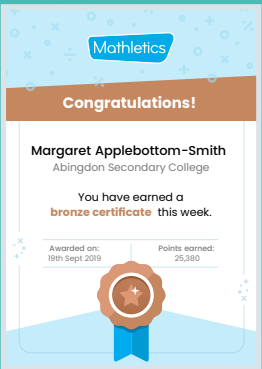 Mathletics
Congratulations!
Margaret Applebottom-Smith
Abingdon Secondary College
You have earned a
bronze certificate this week.
Awarded on:
19th Sept 2019
Points earned:
25,380